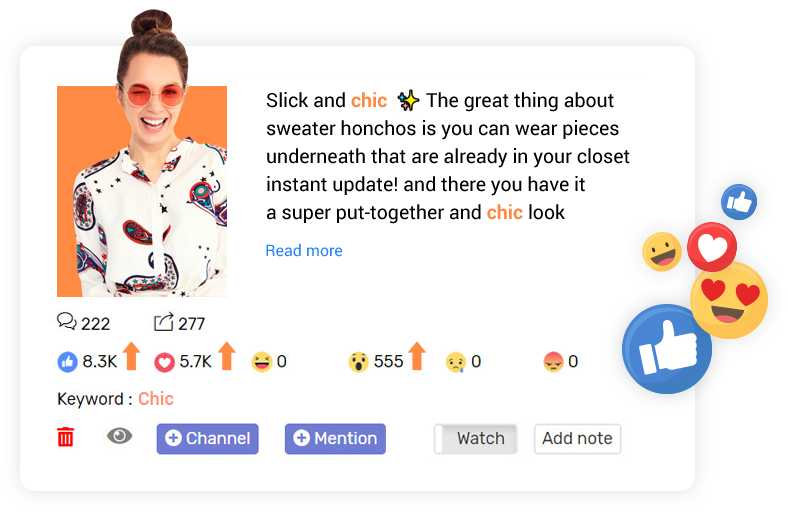 Slick and chic ✨ The great thing about
sweater honchos is you can wear pieces
underneath that are already in your closet
instant update! and there you have it
a super put-together and chic look
Read more
222 277
8.3K 5.7K 0 555 0 0
Keyword : Chic
Channel Mention Watch Add note